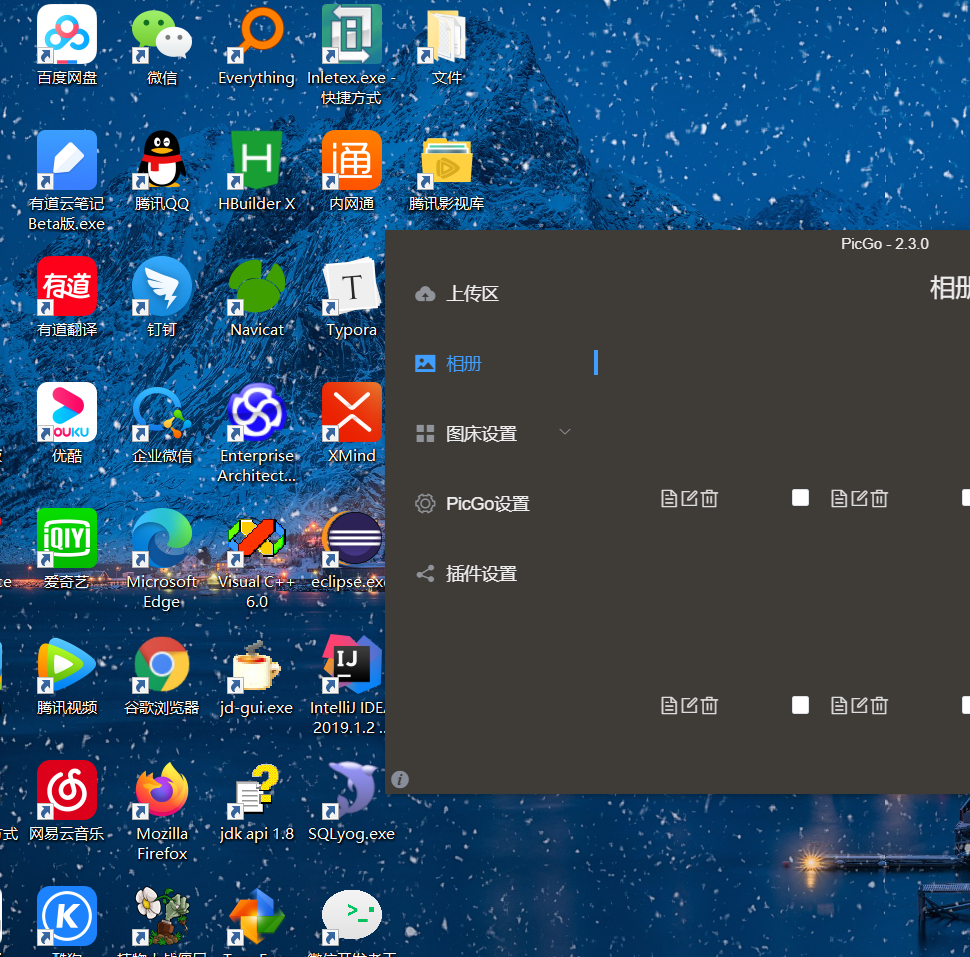 百度网盘
微信
Everything
Inletex.exe -
快捷方式
文件
有道云笔记
Beta版.exe
腾讯QQ
HBuilder X
通
内网通
腾讯影视库
有道
有道翻译
钉钉
Navicat
T
Typora
YOUKU
优酷
企业微信
Enterprise
Architect...
XMind
iQIYI
爱奇艺
Microsoft
Edge
Visual C++
6.0
eclipse.exe
腾讯视频
谷歌浏览器
jd-gui.exe
IJ
IntelliJ IDEA
2019.1.2 ...
网易云音乐
Mozilla
Firefox
jdk api 1.8
SQLyog.exe
K
PicGo - 2.3.0
相册
上传区
相册
图床设置
PicGo设置
插件设置